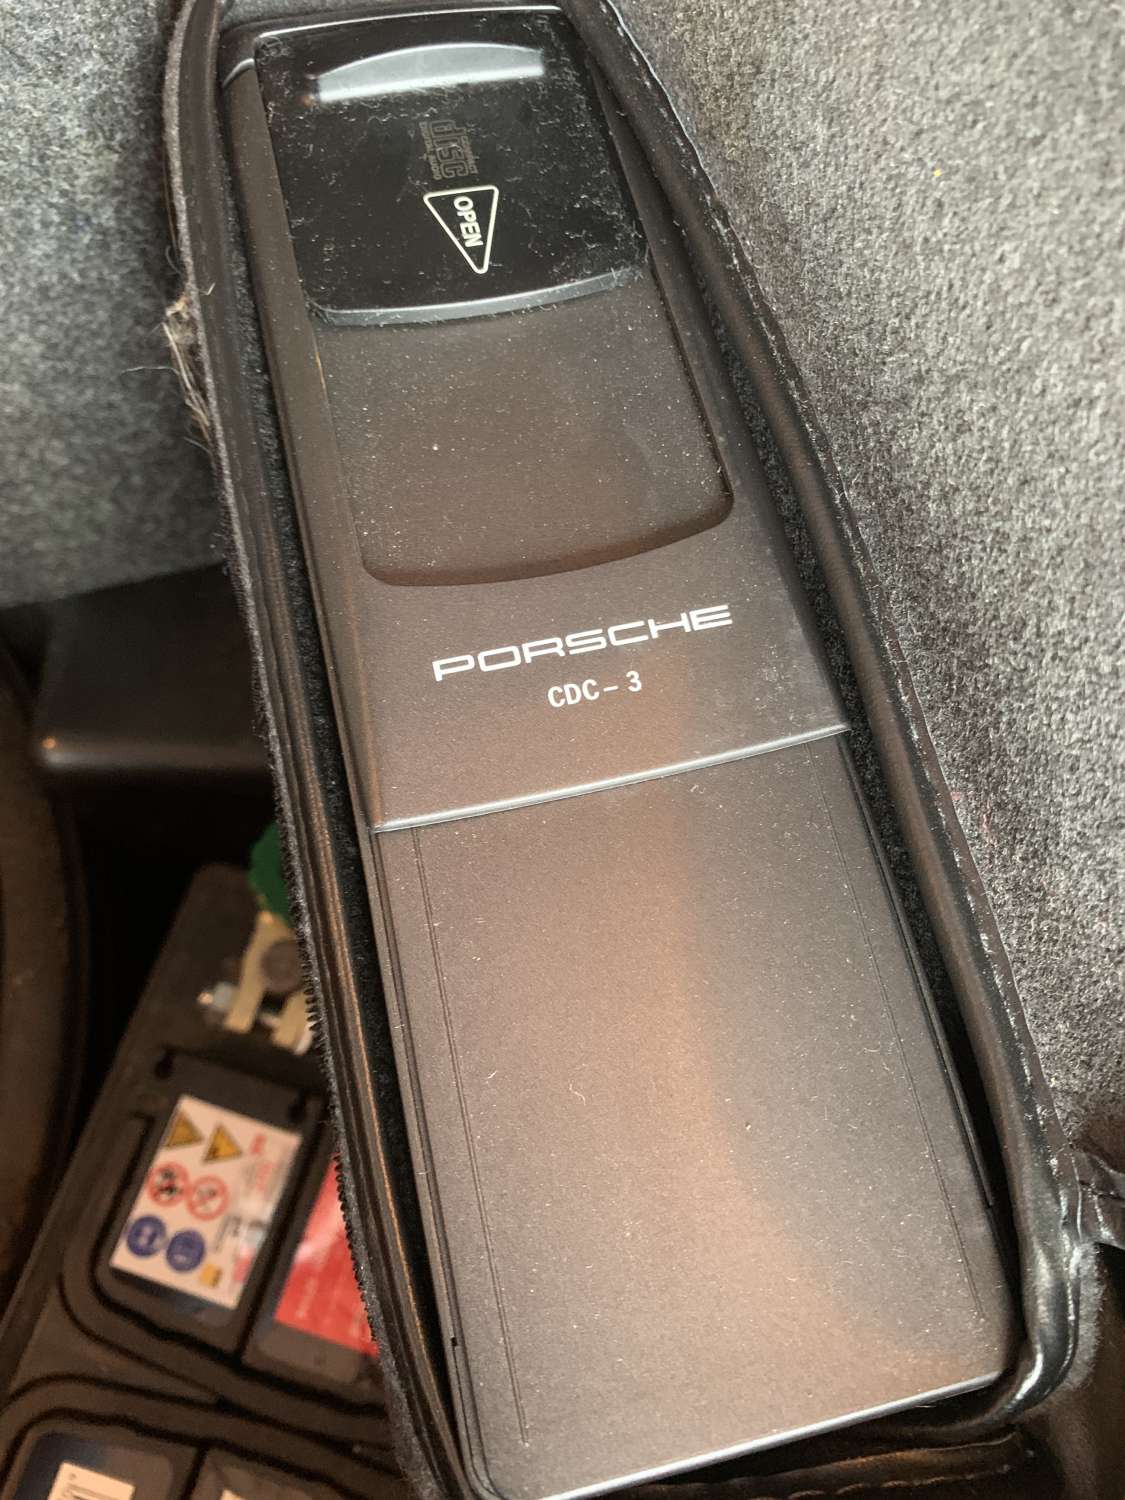 disc
OPEN
PORSCHE
CDC-3